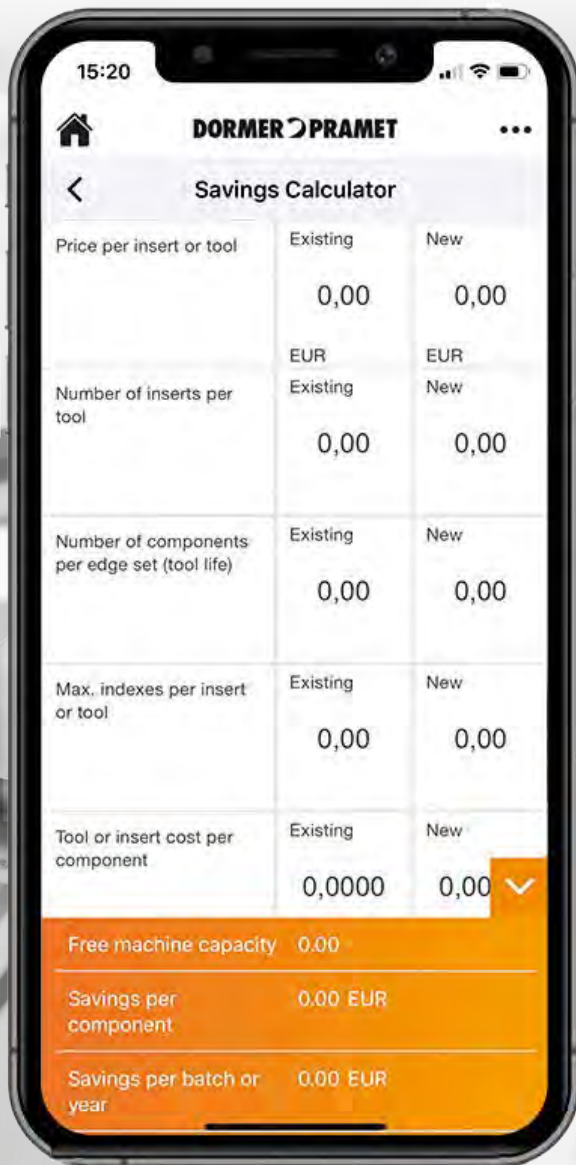 15:20
DORMER PRAMET
Savings Calculator
Price per insert or tool
Existing
New
0,00
0,00
EUR
EUR
Number of inserts per
tool
Existing
New
0,00
0,00
Number of components
per edge set (tool life)
Existing
New
0,00
0,00
Max. indexes per insert
or tool
Existing
New
0,00
0,00
Tool or insert cost per
component
Existing
New
0,0000
0,00
Free machine capacity 0.00
Savings per
component
0.00 EUR
Savings per batch or
year
0.00 EUR